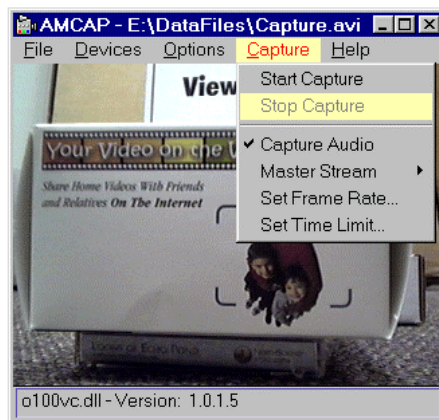 AMCAP - E:\DataFiles\Capture.avi
File Devices Options Capture Help
Start Capture
Stop Capture
Capture Audio
Master Stream
Set Frame Rate...
Set Time Limit...
View
Your Video on the
Share Home Videos With Friends
and Relatives On The Internet
o100vc.dll - Version: 1.0.1.5